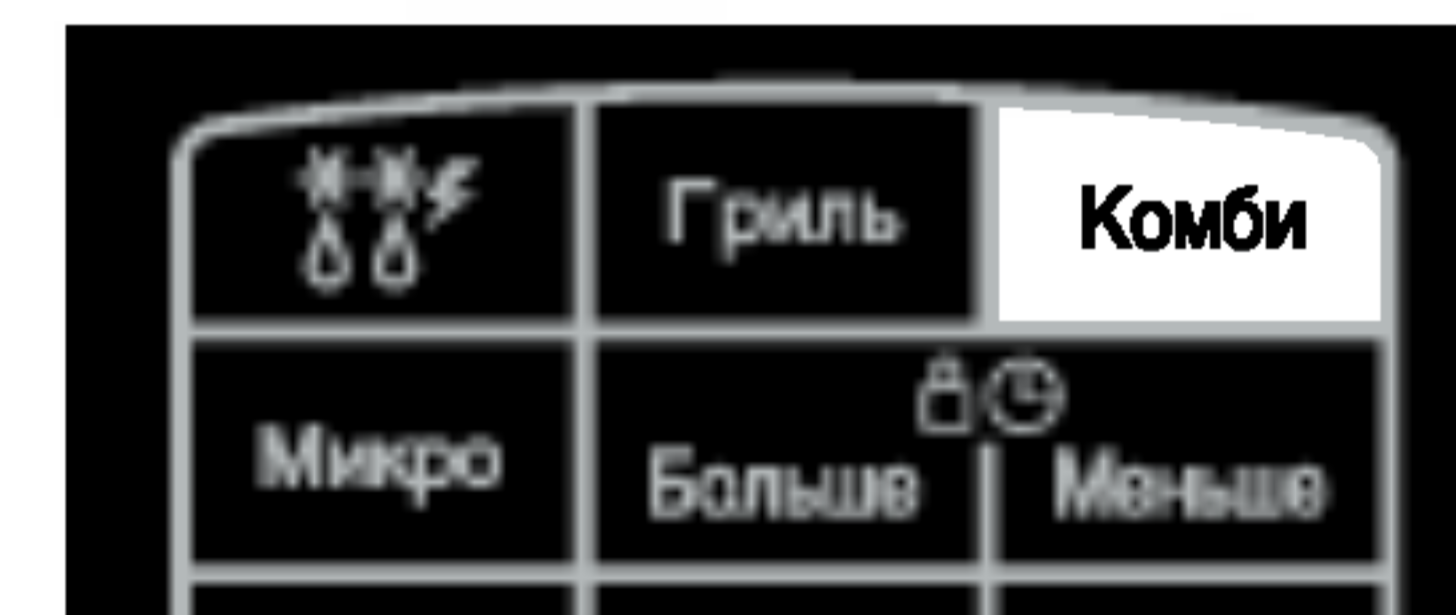 Гриль
Комби
Микро
Больше
Меньше